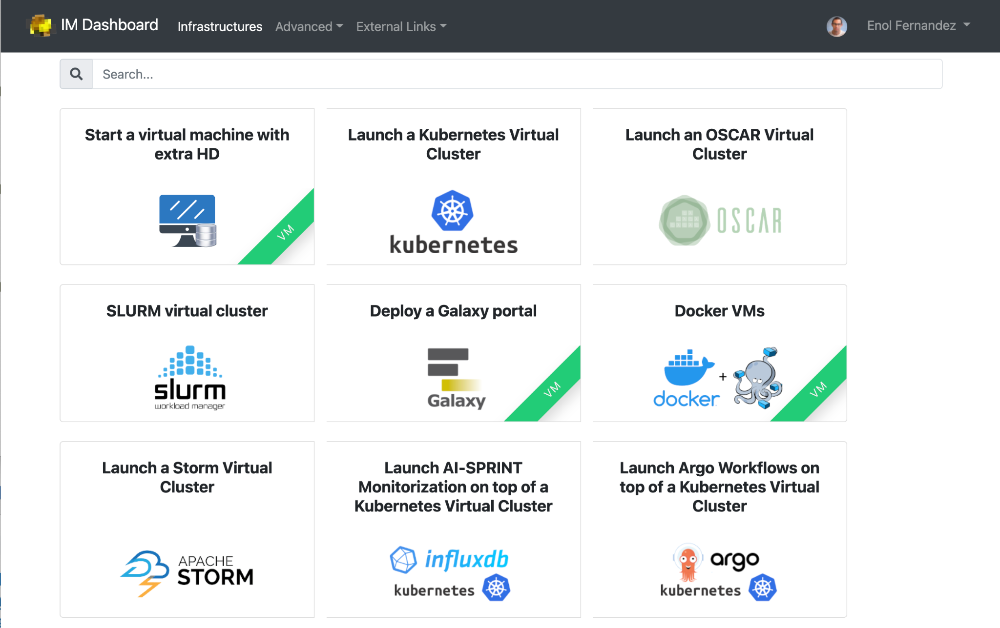 IM Dashboard Infrastructures Advanced External Links Enol Fernandez
Search...
Start a virtual machine with
extra HD
VM
Launch a Kubernetes Virtual
Cluster
kubernetes
Launch an OSCAR Virtual
Cluster
OSCAR
SLURM virtual cluster
slurm
workload manager
Deploy a Galaxy portal
Galaxy
VM
Docker VMs
docker
+
VM
Launch a Storm Virtual
Cluster
APACHE
STORM
Launch AI-SPRINT
Monitorization on top of a
Kubernetes Virtual Cluster
influxdb
kubernetes
Launch Argo Workflows on
top of a Kubernetes Virtual
Cluster
argo
kubernetes